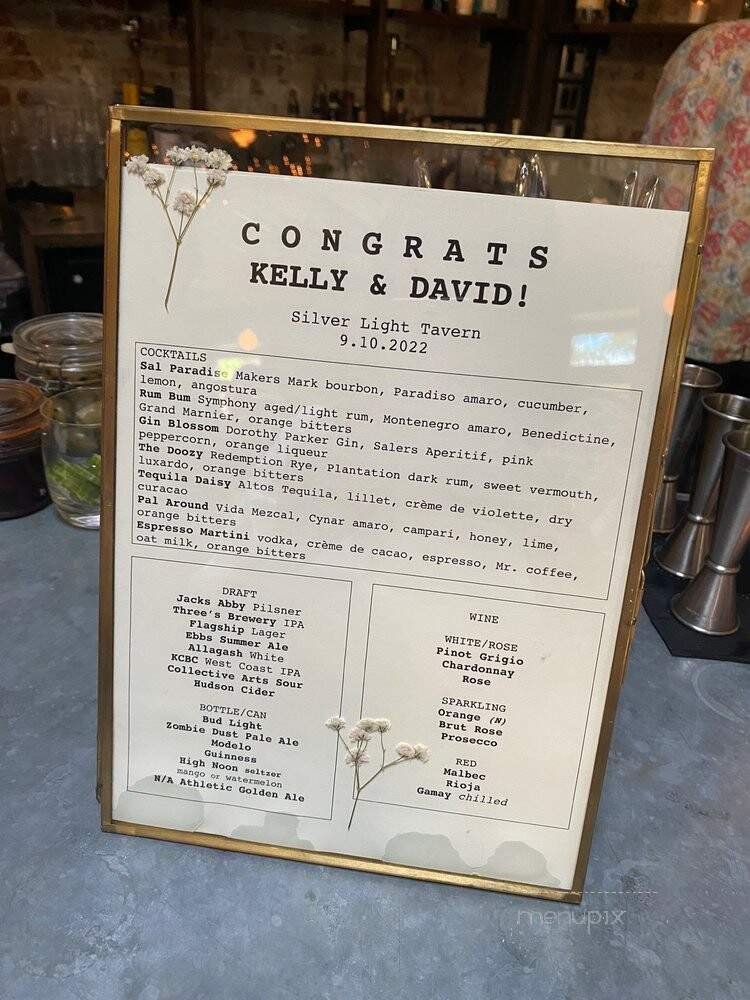 CONGRATS
KELLY & DAVID!
Silver Light Tavern
9.10.2022
COCKTAILS
Sal Paradise Makers Mark bourbon, Paradiso amaro, cucumber,
lemon, angostura
Rum Bum Symphony aged/light rum, Montenegro amaro, Benedictine,
Grand Marnier, orange bitters
Gin Blossom Dorothy Parker Gin, Salers Aperitif, pink
peppercorn, orange liqueur
The Doozy Redemption Rye, Plantation dark rum, sweet vermouth,
luxardo, orange bitters
Tequila Daisy Altos Tequila, lillet, crème de violette, dry
curacao
Pal Around Vida Mezcal, Cynar amaro, campari, honey, lime,
orange bitters
Espresso Martini vodka, crème de cacao, espresso, Mr. coffee,
oat milk, orange bitters
DRAFT
Jacks Abby Pilsner
Three's Brewery IPA
Flagship Lager
Ebbs Summer Ale
Allagash White
KCBC West Coast IPA
Collective Arts Sour
Hudson Cider
BOTTLE/CAN
Bud Light
Zombie Dust Pale Ale
Modelo
Guinness
High Noon seltzer
mango or watermelon
N/A Athletic Golden Ale
WINE
WHITE/ROSE
Pinot Grigio
Chardonnay
Rose
SPARKLING
Orange (N)
Brut Rose
Prosecco
RED
Malbec
Rioja
Gamay chilled
menupix